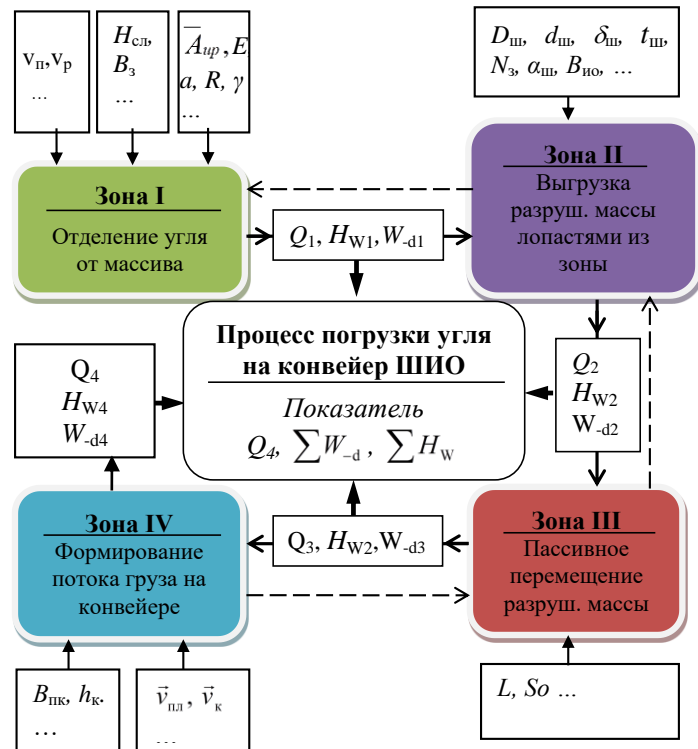 vп,vр
…
Hсл,
Bз
…
A̅ир, E
a, R, γ
…
Dш, dш, δш, tш,
Nз, αш, Bио, …
Зона I
Отделение угля
от массива
Зона II
Выгрузка
разруш. массы
лопастями из
зоны
Q1, HW1,W-d1
Процесс погрузки угля
на конвейер ШИО
Показатель
Q4, ∑W-d , ∑HW
Q4
HW4
W-d4
Q2
HW2
W-d2
Зона IV
Формирование
потока груза на
конвейере
Q3, HW2,W-d3
Зона III
Пассивное
перемещение
разруш. массы
Bпк, hк.
…
v⃗пл, v⃗к
…
L, So …